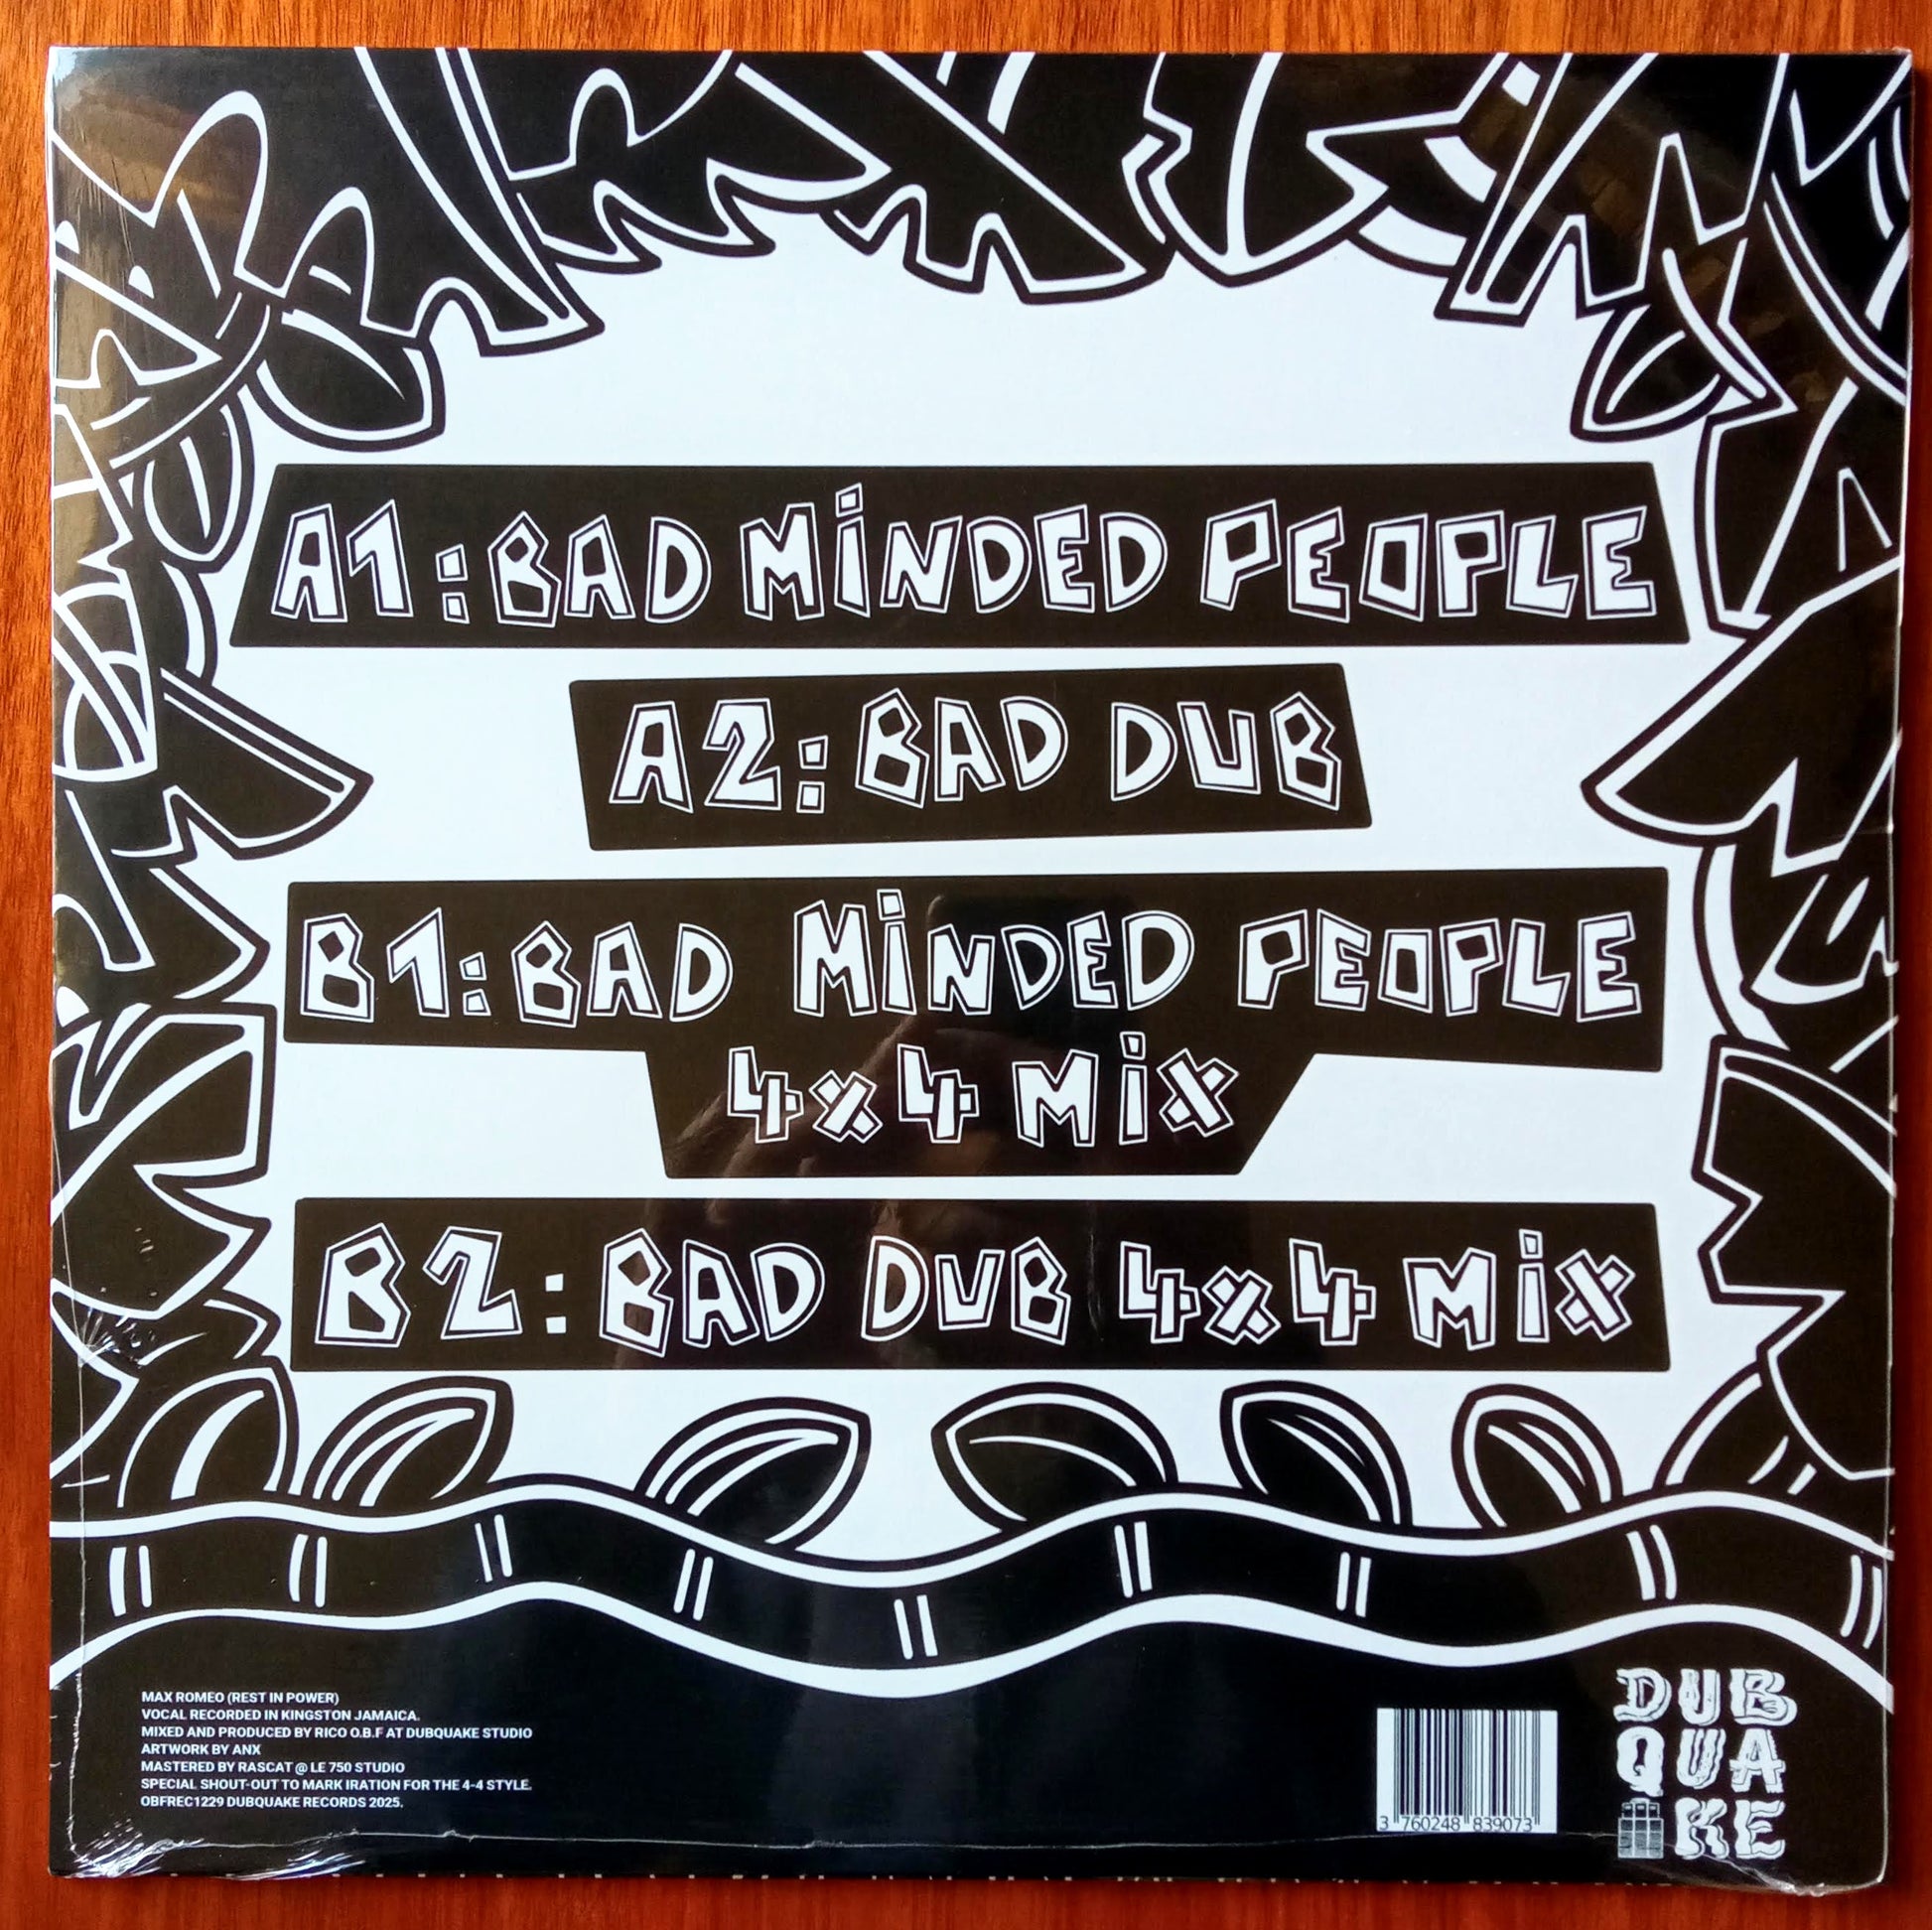 A1: BAD MiNDED PEOPLE
A2: BAD DUB
B1: BAD MiNDED PEOPLE
4x4 MiX
B2: BAD DUB 4x4 MiX
MAX ROMEO (REST IN POWER)
VOCAL RECORDED IN KINGSTON JAMAICA.
MIXED AND PRODUCED BY RICO O.B.F AT DUBQUAKE STUDIO
ARTWORK BY ANX
MASTERED BY RASCAT @ LE 750 STUDIO
SPECIAL SHOUT-OUT TO MARK IRATION FOR THE 4-4 STYLE.
OBFREC1229 DUBQUAKE RECORDS 2025.
3 760248 839073
DUB
QUA
KE